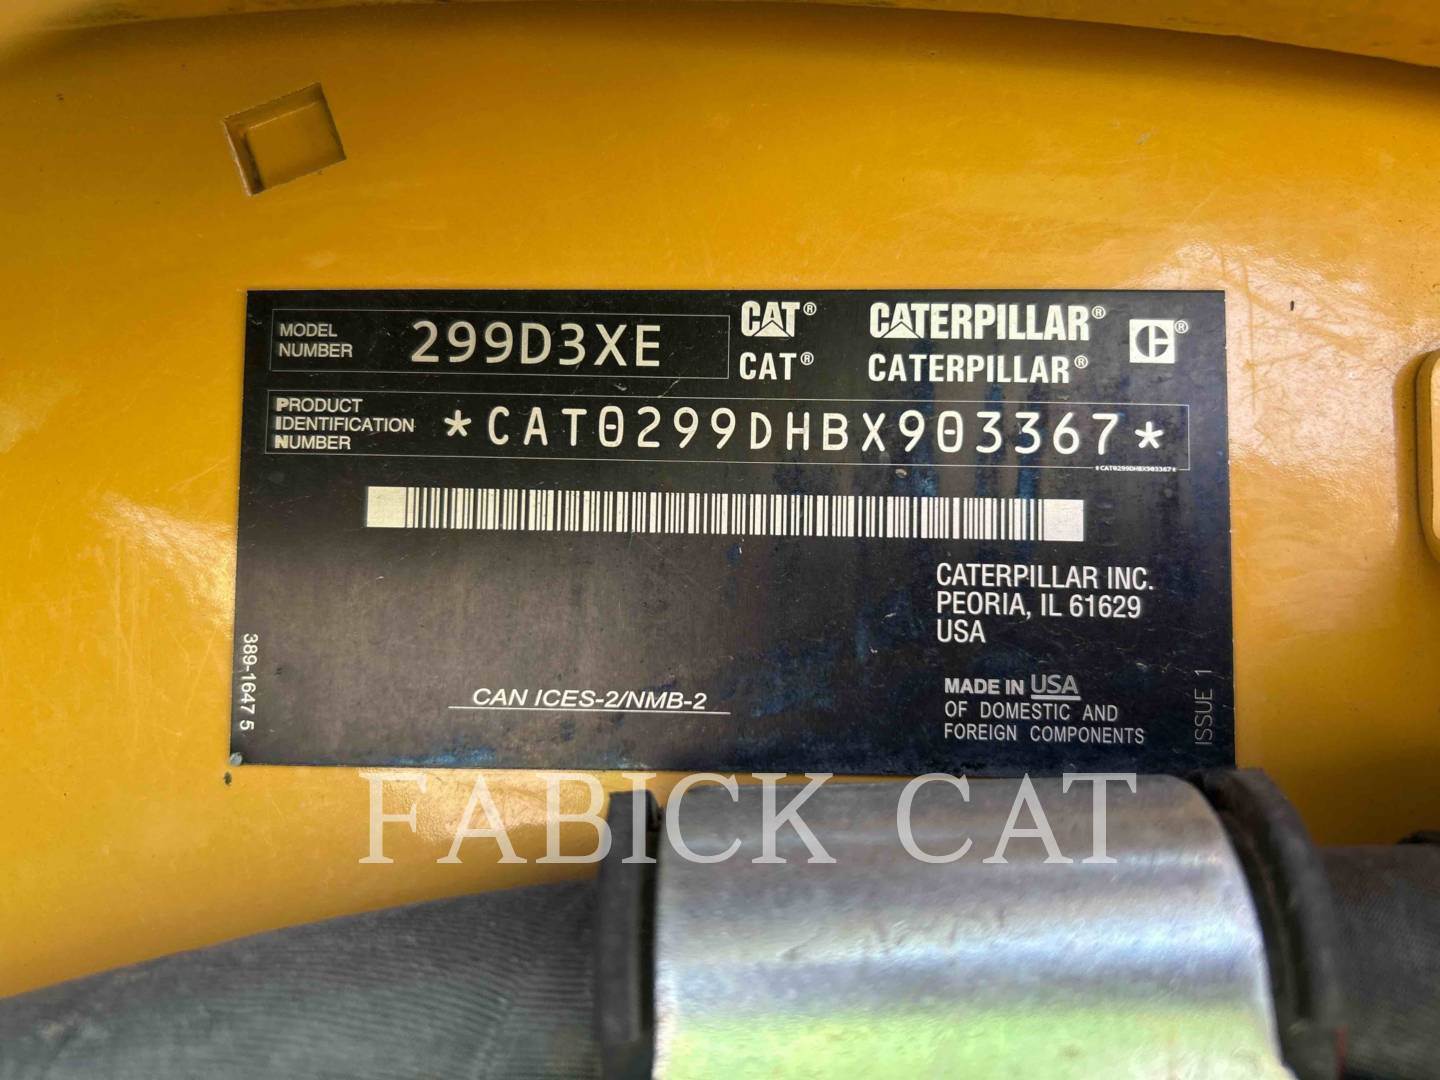 MODEL NUMBER 299D3XE
CAT® CATERPILLAR®
CAT® CATERPILLAR®
PRODUCT
IDENTIFICATION
NUMBER
*CAT0299DHBX903367*
*CAT0299DHBX903367*
CATERPILLAR INC.
PEORIA, IL 61629
USA
389-1647 5
CAN ICES-2/NMB-2
MADE IN USA
OF DOMESTIC AND
FOREIGN COMPONENTS
ISSUE 1
FABICK CAT